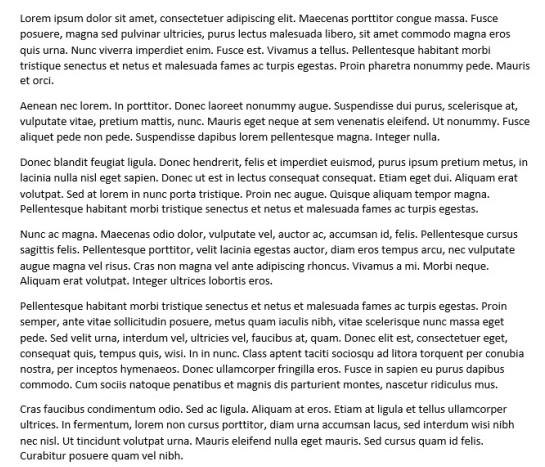 Lorem ipsum dolor sit amet, consectetuer adipiscing elit. Maecenas porttitor congue massa. Fusce
posuere, magna sed pulvinar ultricies, purus lectus malesuada libero, sit amet commodo magna eros
quis urna. Nunc viverra imperdiet enim. Fusce est. Vivamus a tellus. Pellentesque habitant morbi
tristique senectus et netus et malesuada fames ac turpis egestas. Proin pharetra nonummy pede. Mauris
et orci.
Aenean nec lorem. In porttitor. Donec laoreet nonummy augue. Suspendisse dui purus, scelerisque at,
vulputate vitae, pretium mattis, nunc. Mauris eget neque at sem venenatis eleifend. Ut nonummy. Fusce
aliquet pede non pede. Suspendisse dapibus lorem pellentesque magna. Integer nulla.
Donec blandit feugiat ligula. Donec hendrerit, felis et imperdiet euismod, purus ipsum pretium metus, in
lacinia nulla nisl eget sapien. Donec ut est in lectus consequat consequat. Etiam eget dui. Aliquam erat
volutpat. Sed at lorem in nunc porta tristique. Proin nec augue. Quisque aliquam tempor magna.
Pellentesque habitant morbi tristique senectus et netus et malesuada fames ac turpis egestas.
Nunc ac magna. Maecenas odio dolor, vulputate vel, auctor ac, accumsan id, felis. Pellentesque cursus
sagittis felis. Pellentesque porttitor, velit lacinia egestas auctor, diam eros tempus arcu, nec vulputate
augue magna vel risus. Cras non magna vel ante adipiscing rhoncus. Vivamus a mi. Morbi neque.
Aliquam erat volutpat. Integer ultrices lobortis eros.
Pellentesque habitant morbi tristique senectus et netus et malesuada fames ac turpis egestas. Proin
semper, ante vitae sollicitudin posuere, metus quam iaculis nibh, vitae scelerisque nunc massa eget
pede. Sed velit urna, interdum vel, ultricies vel, faucibus at, quam. Donec elit est, consectetuer eget,
consequat quis, tempus quis, wisi. In in nunc. Class aptent taciti sociosqu ad litora torquent per conubia
nostra, per inceptos hymenaeos. Donec ullamcorper fringilla eros. Fusce in sapien eu purus dapibus
commodo. Cum sociis natoque penatibus et magnis dis parturient montes, nascetur ridiculus mus.
Cras faucibus condimentum odio. Sed ac ligula. Aliquam at eros. Etiam at ligula et tellus ullamcorper
ultrices. In fermentum, lorem non cursus porttitor, diam urna accumsan lacus, sed interdum wisi nibh
nec nisl. Ut tincidunt volutpat urna. Mauris eleifend nulla eget mauris. Sed cursus quam id felis.
Curabitur posuere quam vel nibh.